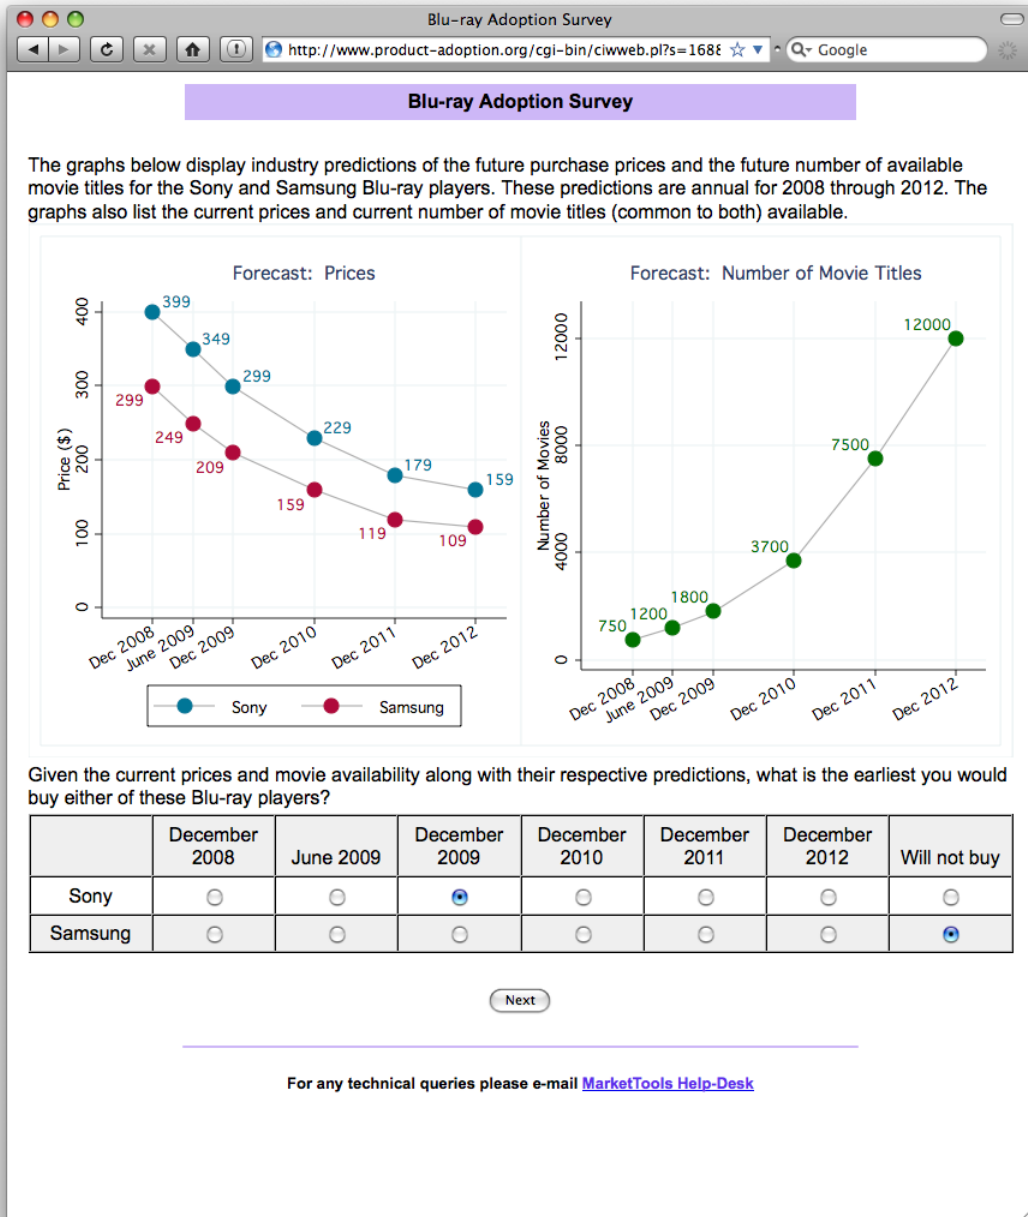 Blu-ray Adoption Survey
http://www.product-adoption.org/cgi-bin/ciwweb.pl?s=1688
Google
Blu-ray Adoption Survey
The graphs below display industry predictions of the future purchase prices and the future number of available
movie titles for the Sony and Samsung Blu-ray players. These predictions are annual for 2008 through 2012. The
graphs also list the current prices and current number of movie titles (common to both) available.
Forecast: Prices
Price ($)
0
100
200
300
400
399
349
299
229
179
159
299
249
209
159
119
109
Dec 2008
June 2009
Dec 2009
Dec 2010
Dec 2011
Dec 2012
Sony
Samsung
Forecast: Number of Movie Titles
Number of Movies
0
4000
8000
12000
750
1200
1800
3700
7500
12000
Dec 2008
June 2009
Dec 2009
Dec 2010
Dec 2011
Dec 2012
Given the current prices and movie availability along with their respective predictions, what is the earliest you would
buy either of these Blu-ray players?
December 2008
June 2009
December 2009
December 2010
December 2011
December 2012
Will not buy
Sony
Samsung
Next
For any technical queries please e-mail MarketTools Help-Desk